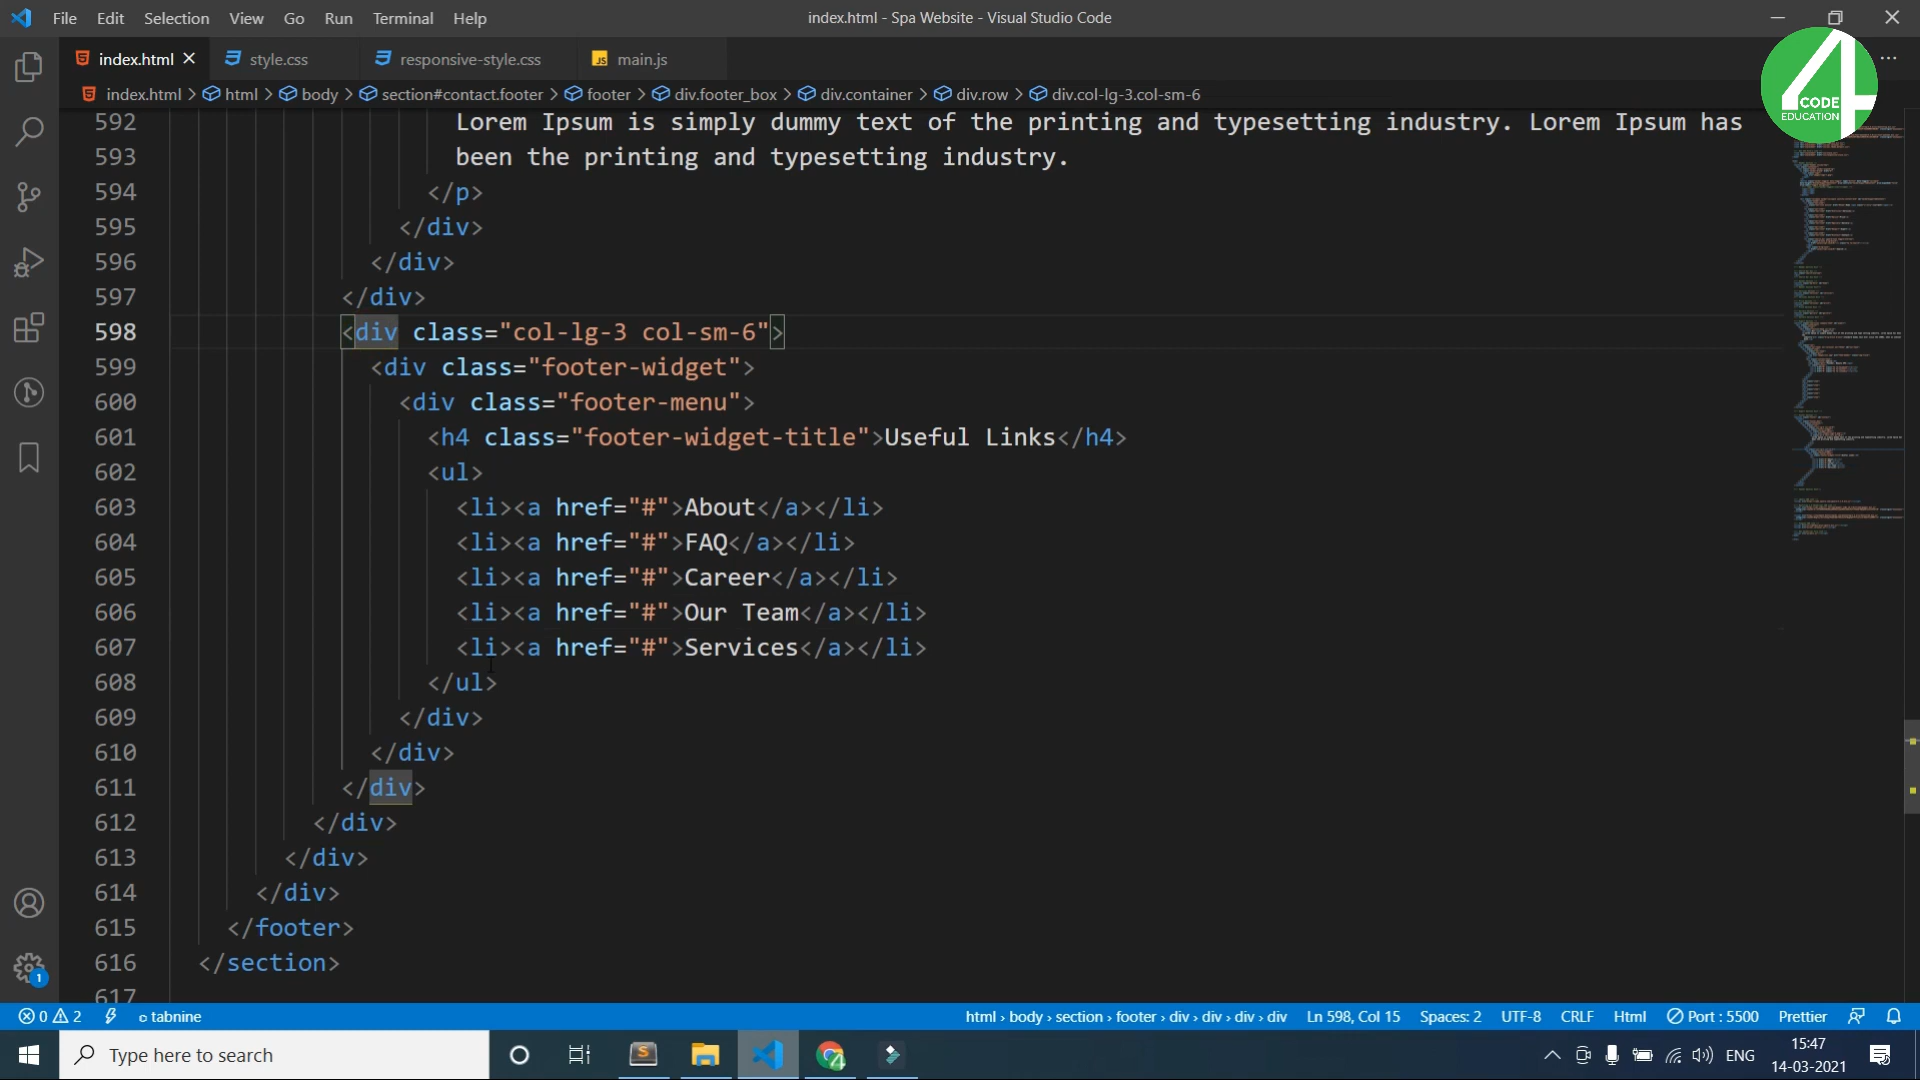 File Edit Selection View Go Run Terminal Help
index.html - Spa Website - Visual Studio Code
index.html style.css responsive-style.css JS main.js
index.html > html > body > section#contact.footer > footer > div.footer_box > div.container > div.row > div.col-lg-3.col-sm-6
4
CODE
EDUCATION
592 Lorem Ipsum is simply dummy text of the printing and typesetting industry. Lorem Ipsum has
593 been the printing and typesetting industry.
594 </p>
595 </div>
596 </div>
597 </div>
598 <div class="col-lg-3 col-sm-6">
599 <div class="footer-widget">
600 <div class="footer-menu">
601 <h4 class="footer-widget-title">Useful Links</h4>
602 <ul>
603 <li><a href="#">About</a></li>
604 <li><a href="#">FAQ</a></li>
605 <li><a href="#">Career</a></li>
606 <li><a href="#">Our Team</a></li>
607 <li><a href="#">Services</a></li>
608 </ul>
609 </div>
610 </div>
611 </div>
612 </div>
613 </div>
614 </div>
615 </footer>
616 </section>
617
1
0 2 tabnine html > body > section > footer > div > div > div > div Ln 598, Col 15 Spaces: 2 UTF-8 CRLF Html Port : 5500 Prettier
Type here to search
S
4
ENG
15:47
14-03-2021